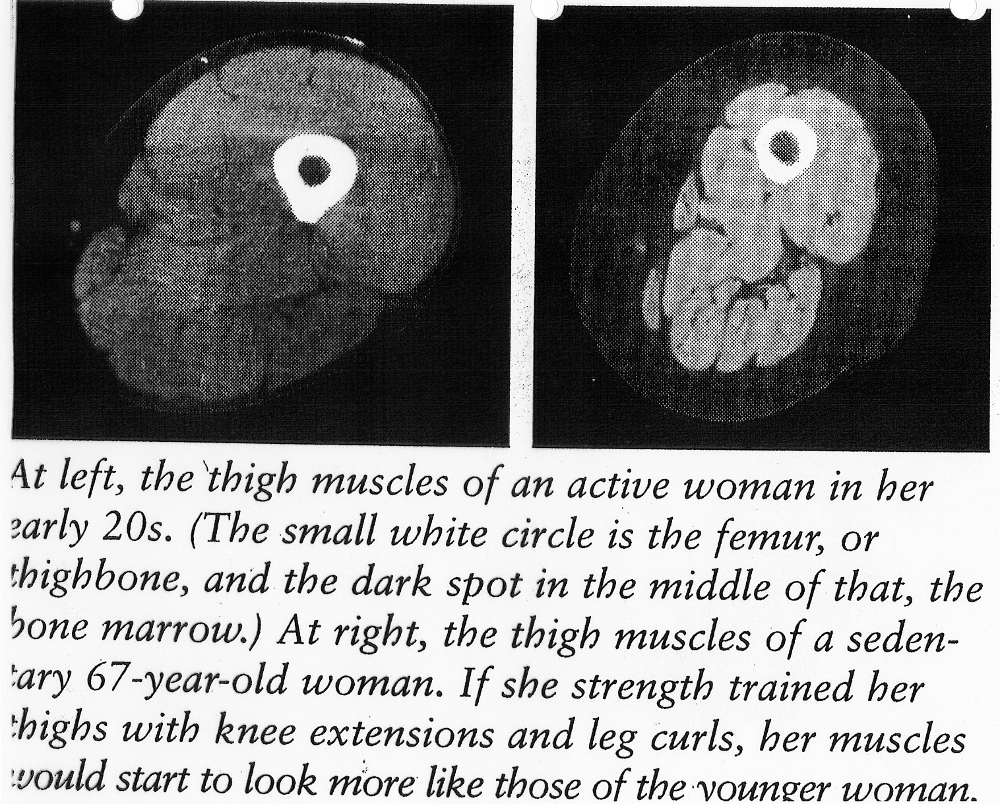 At left, the thigh muscles of an active woman in her
early 20s. (The small white circle is the femur, or
thighbone, and the dark spot in the middle of that, the
bone marrow.) At right, the thigh muscles of a seden-
tary 67-year-old woman. If she strength trained her
thighs with knee extensions and leg curls, her muscles
would start to look more like those of the younger woman.